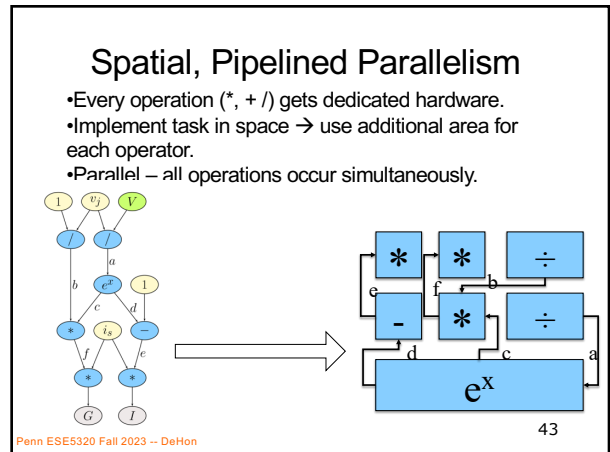 Spatial, Pipelined Parallelism
•Every operation (*, + /) gets dedicated hardware.
•Implement task in space → use additional area for
each operator.
•Parallel – all operations occur simultaneously.
1 v_j V
/ /
a
b e^x 1
c d
* i_s −
f e
* *
G I
* * ÷
e f b
- * ÷
d c a
e^x
43
Penn ESE5320 Fall 2023 -- DeHon